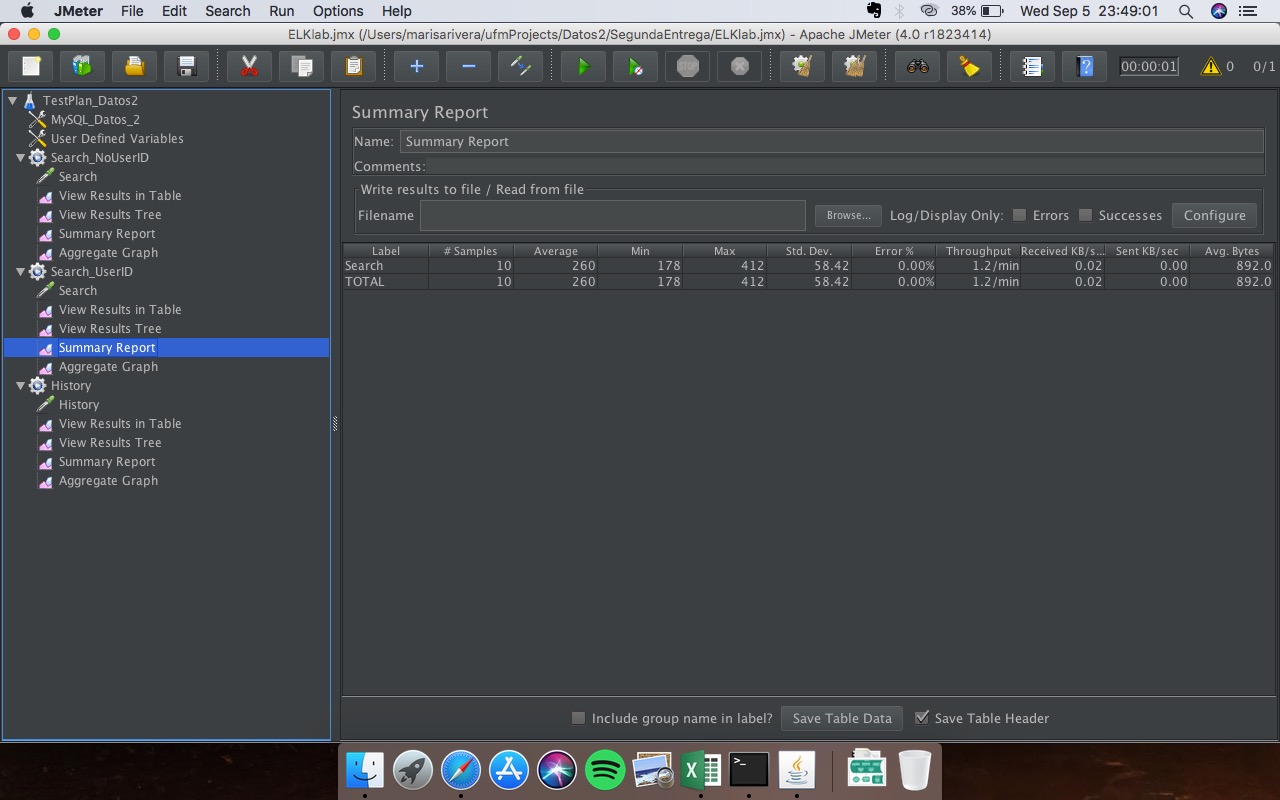 JMeter File Edit Search Run Options Help 38% Wed Sep 5 23:49:01
ELKlab.jmx (/Users/marisarivera/ufmProjects/Datos2/SegundaEntrega/ELKlab.jmx) - Apache JMeter (4.0 r1823414)
STOP 00:00:01 0 0/1
TestPlan_Datos2
MySQL_Datos_2
User Defined Variables
Search_NoUserID
Search
View Results in Table
View Results Tree
Summary Report
Aggregate Graph
Search_UserID
Search
View Results in Table
View Results Tree
Summary Report
Aggregate Graph
History
History
View Results in Table
View Results Tree
Summary Report
Aggregate Graph
Summary Report
Name: Summary Report
Comments:
Write results to file / Read from file
Filename Browse... Log/Display Only: Errors Successes Configure
Label # Samples Average Min Max Std. Dev. Error % Throughput Received KB/s... Sent KB/sec Avg. Bytes
Search 10 260 178 412 58.42 0.00% 1.2/min 0.02 0.00 892.0
TOTAL 10 260 178 412 58.42 0.00% 1.2/min 0.02 0.00 892.0
Include group name in label? Save Table Data Save Table Header